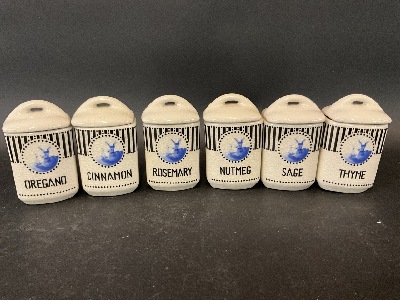 OREGANO
CINNAMON
ROSEMARY
NUTMEG
SAGE
THYME